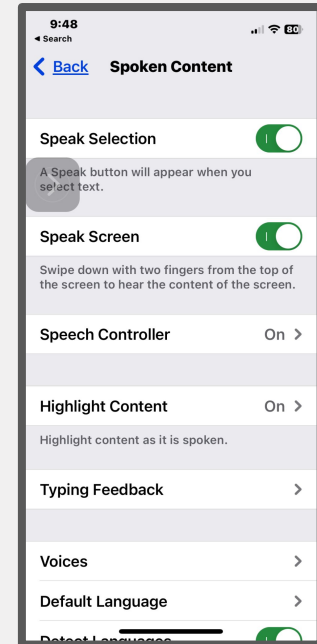 9:48
◄ Search
80
Back Spoken Content
Speak Selection
A Speak button will appear when you
select text.
Speak Screen
Swipe down with two fingers from the top of
the screen to hear the content of the screen.
Speech Controller On
Highlight Content On
Highlight content as it is spoken.
Typing Feedback
Voices
Default Language
Detect Languages